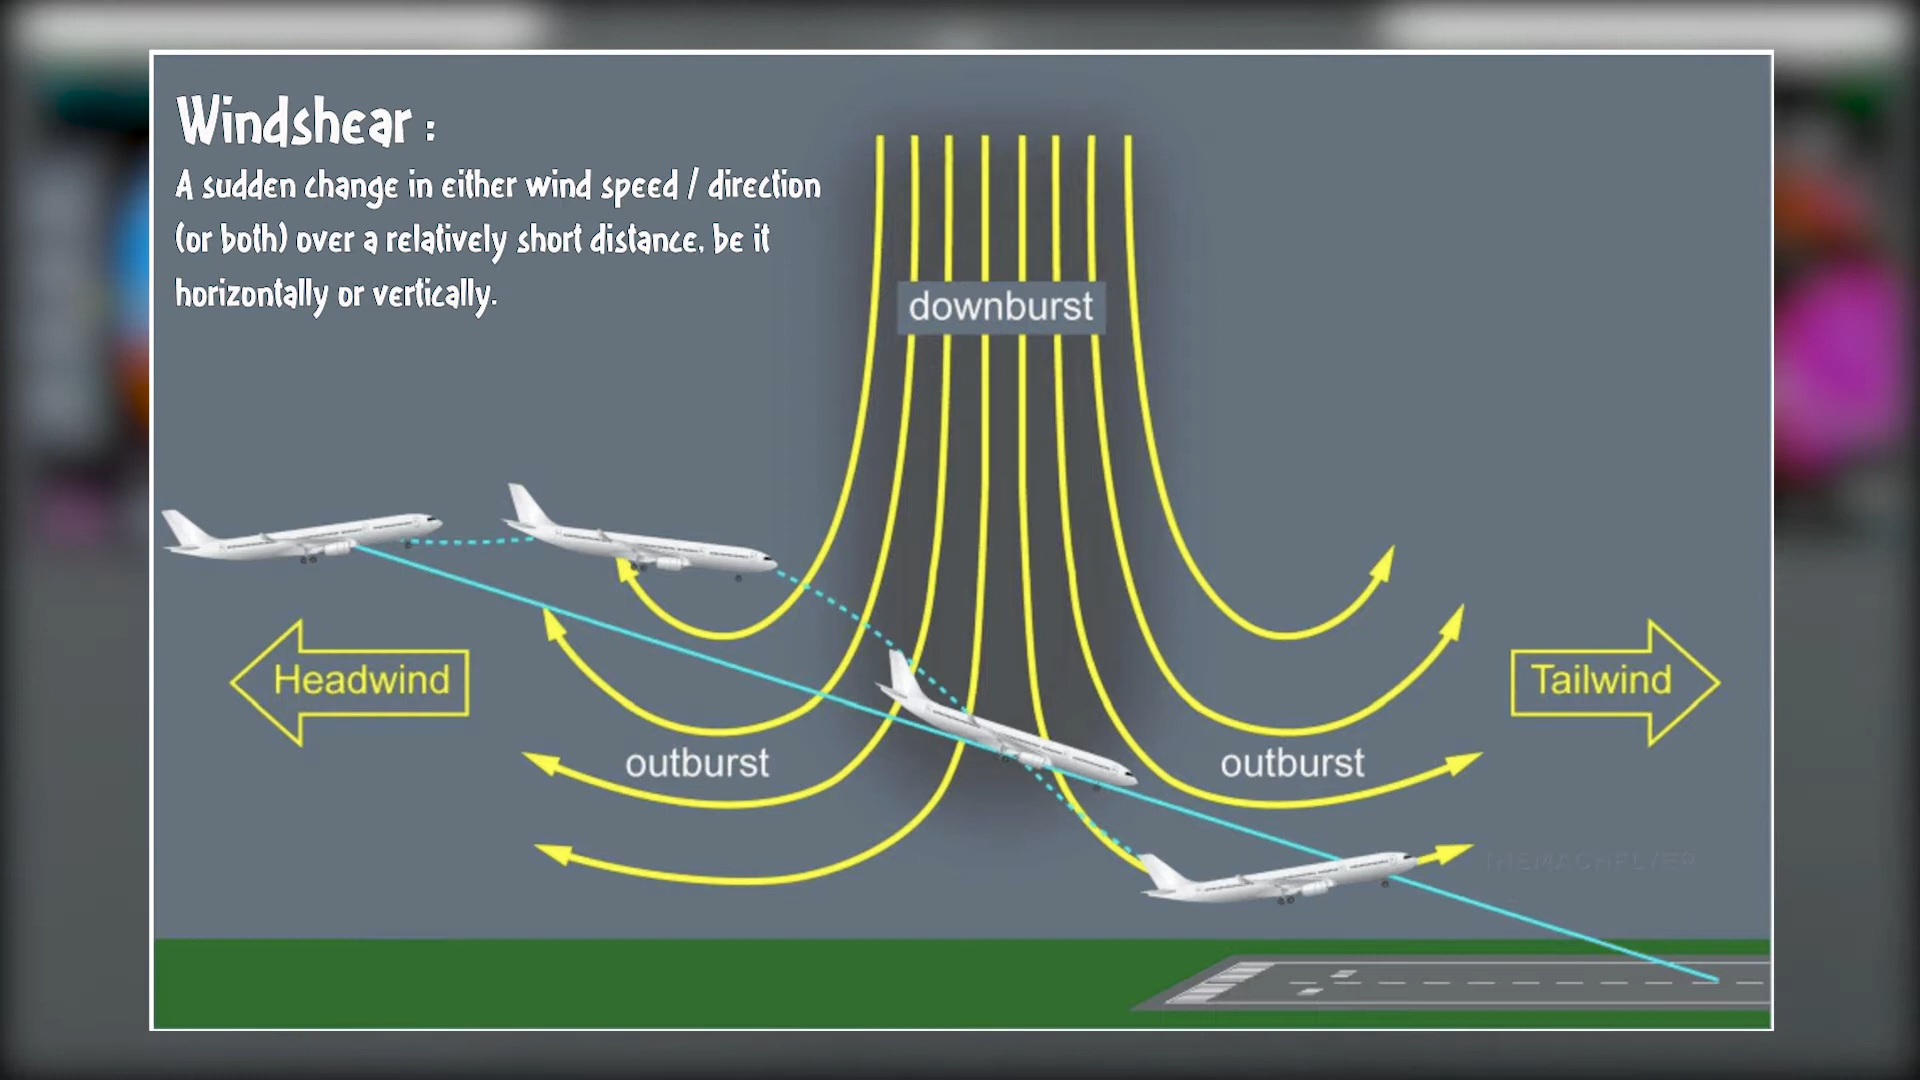 Windshear :
A sudden change in either wind speed / direction
(or both) over a relatively short distance, be it
horizontally or vertically.
downburst
Headwind
Tailwind
outburst
outburst
THEMACHFLYER